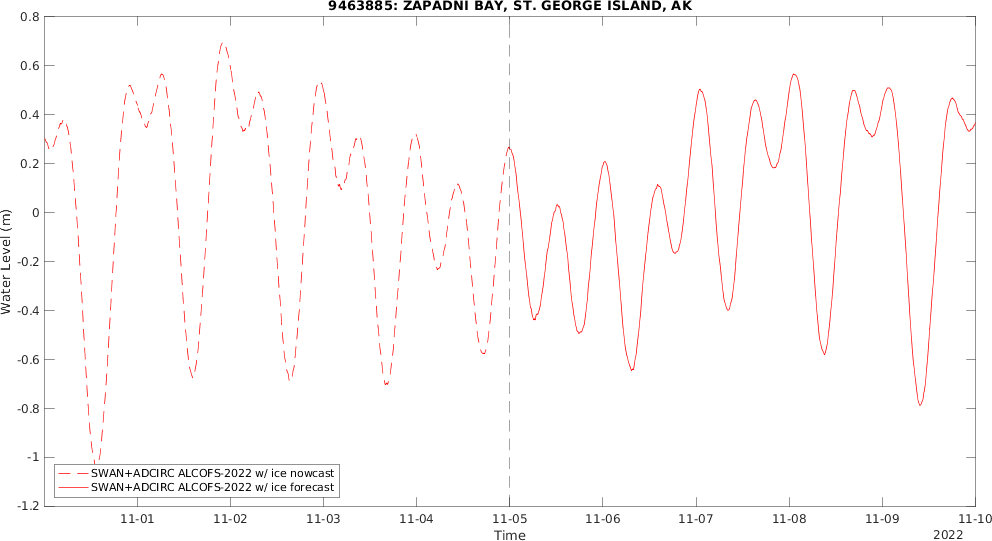 9463885: ZAPADNI BAY, ST. GEORGE ISLAND, AK
0.8
0.6
0.4
0.2
0
-0.2
-0.4
-0.6
-0.8
-1
-1.2
Water Level (m)
SWAN+ADCIRC ALCOFS-2022 w/ ice nowcast
SWAN+ADCIRC ALCOFS-2022 w/ ice forecast
11-01 11-02 11-03 11-04 11-05 11-06 11-07 11-08 11-09 11-10
Time
2022